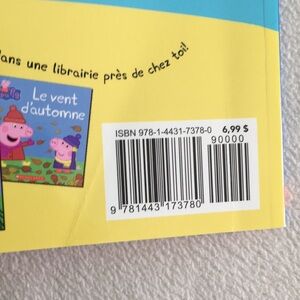 dans une librairie près de chez toi!
Le vent
d'automne
ISBN 978-1-4431-7378-0 6,99 $
90000
9 781443 173780